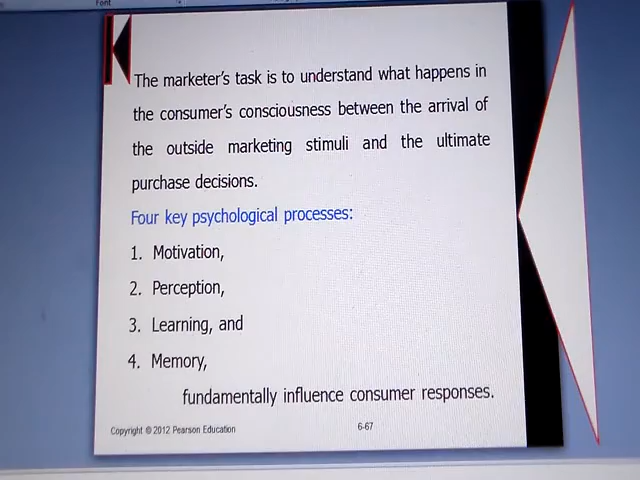 Font
The marketer's task is to understand what happens in
the consumer's consciousness between the arrival of
the outside marketing stimuli and the ultimate
purchase decisions.
Four key psychological processes:
1. Motivation,
2. Perception,
3. Learning, and
4. Memory,
fundamentally influence consumer responses.
Copyright © 2012 Pearson Education
6-67